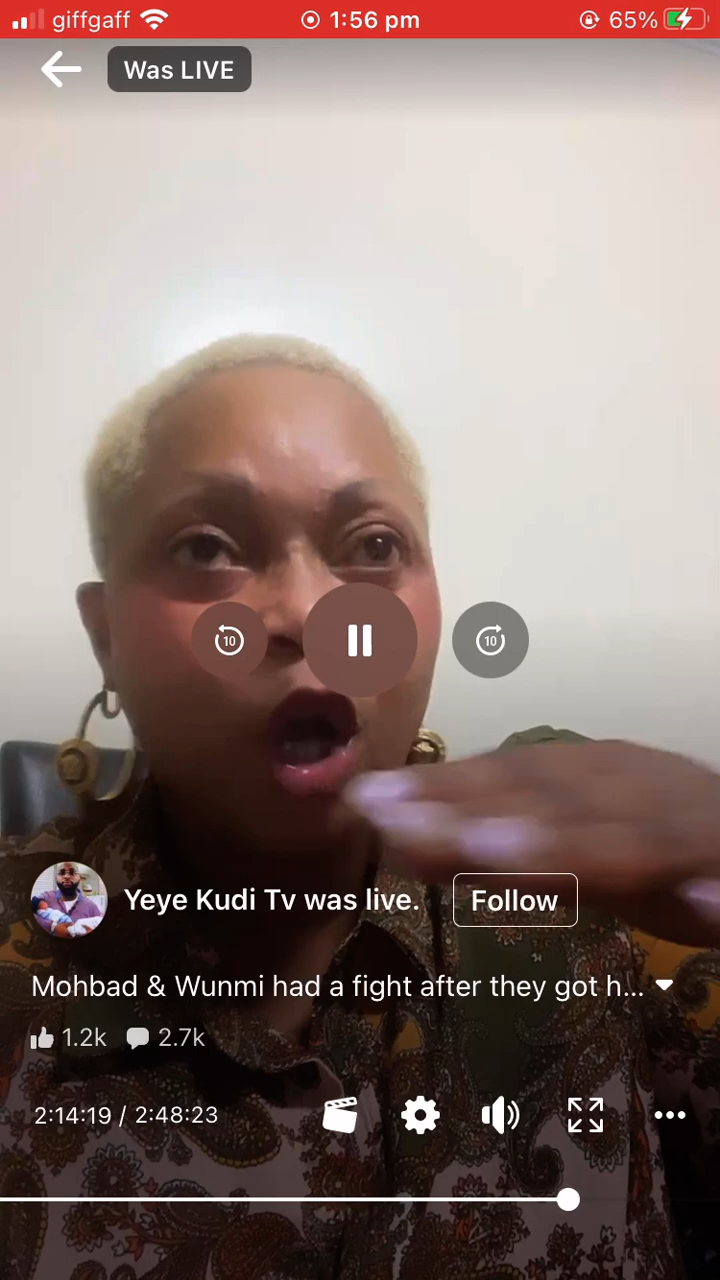 giffgaff 1:56 pm 65%
Was LIVE
10 10
Yeye Kudi Tv was live. Follow
Mohbad & Wunmi had a fight after they got h...
1.2k 2.7k
2:14:19 / 2:48:23